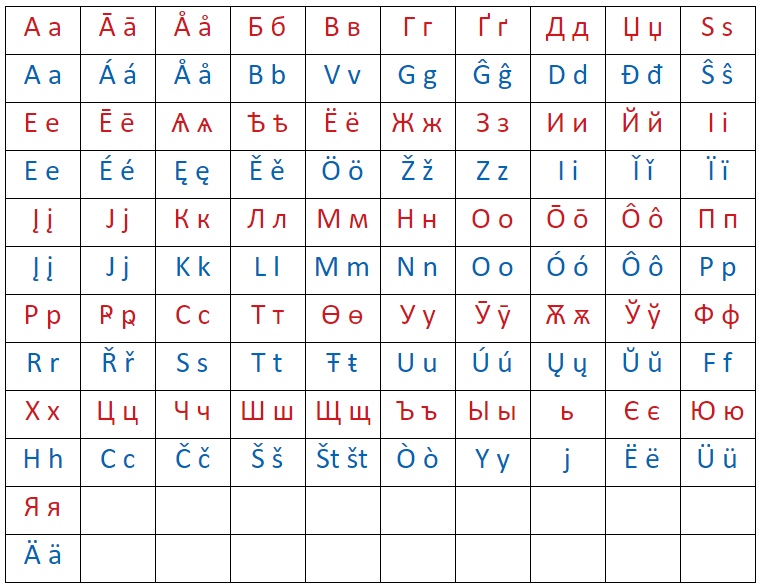 А а Ā ā Å å Б б В в Г г Ґ ґ Д д Џ џ Ѕ ѕ
A a Á á Å å B b V v G g Ĝ ĝ D d Đ đ Ŝ ŝ
Е е Ē ē Ѧ ѧ Ѣ ѣ Ё ё Ж ж З з И и Й й І і
E e É é Ę ę Ě ě Ö ö Ž ž Z z I i Ǐ ǐ Ï ï
Į į Ј ј К к Л л М м Н н О о Ō ō Ô ô П п
Į į J j K k L l M m N n O o Ó ó Ô ô P p
Р р Ҏ ҏ С с Т т Ѳ ѳ У у Ӯ ӯ Ѫ ѫ Ў ў Ф ф
R r Ř ř S s T t Ŧ ŧ U u Ú ú Ų ų Ŭ ŭ F f
Х х Ц ц Ч ч Ш ш Щ щ Ъ ъ Ы ы ь Є є Ю ю
H h C c Č č Š š Št št Ò ò Y y j Ë ë Ü ü
Я я
Ä ä